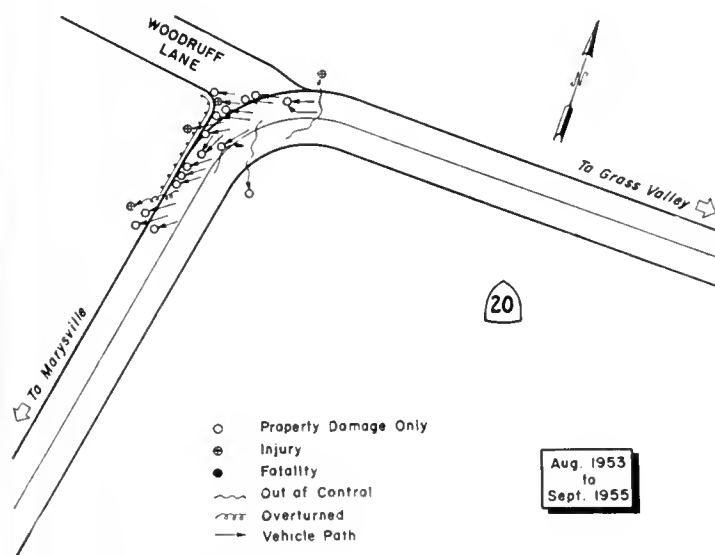 WOODRUFF
LANE
N
To Grass Valley
20
To Marysville
Property Damage Only
Injury
Fatality
Out of Control
Overturned
Vehicle Path
Aug. 1953
to
Sept. 1955